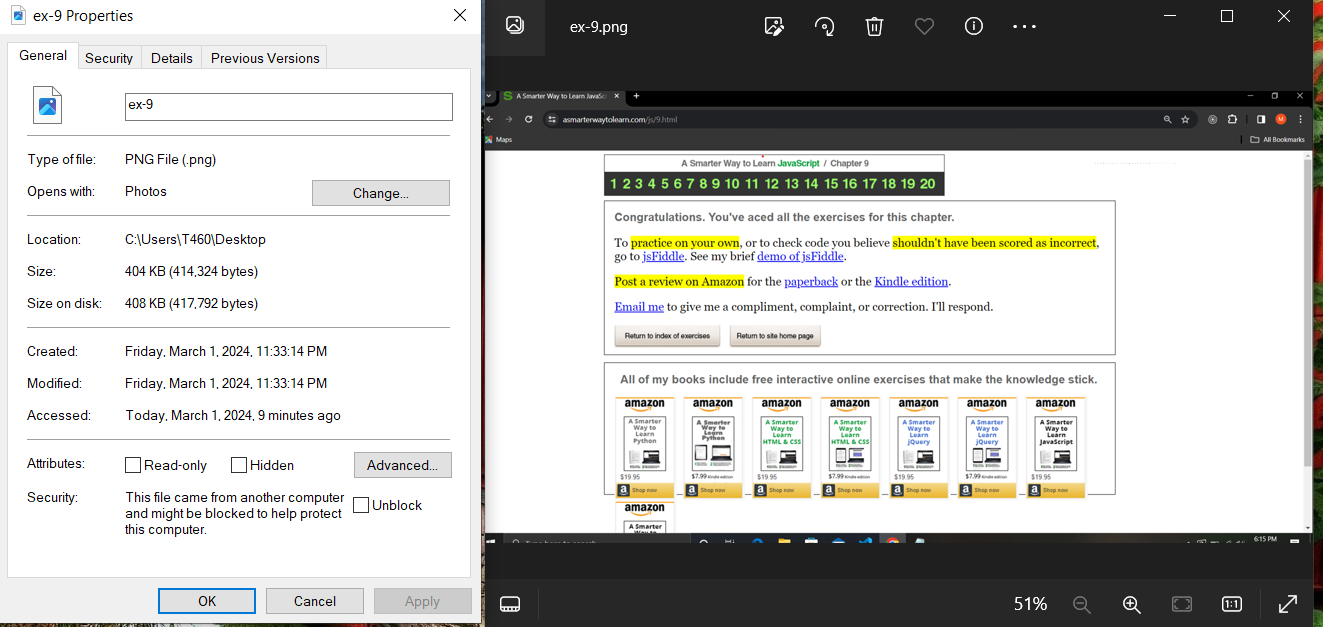 ex-9 Properties
General Security Details Previous Versions
ex-9
Type of file: PNG File (.png)
Opens with: Photos Change...
Location: C:\Users\T460\Desktop
Size: 404 KB (414,324 bytes)
Size on disk: 408 KB (417,792 bytes)
Created: Friday, March 1, 2024, 11:33:14 PM
Modified: Friday, March 1, 2024, 11:33:14 PM
Accessed: Today, March 1, 2024, 9 minutes ago
Attributes: Read-only Hidden Advanced...
Security: This file came from another computer
and might be blocked to help protect
this computer.
Unblock
OK Cancel Apply
ex-9.png
A Smarter Way to Learn JavaSc
asmarterwaytolearn.com/js/9.html
Maps
All Bookmarks
A Smarter Way to Learn JavaScript / Chapter 9
1 2 3 4 5 6 7 8 9 10 11 12 13 14 15 16 17 18 19 20
Congratulations. You've aced all the exercises for this chapter.
To practice on your own, or to check code you believe shouldn't have been scored as incorrect,
go to jsFiddle. See my brief demo of jsFiddle.
Post a review on Amazon for the paperback or the Kindle edition.
Email me to give me a compliment, complaint, or correction. I'll respond.
Return to index of exercises Return to site home page
All of my books include free interactive online exercises that make the knowledge stick.
amazon amazon amazon amazon amazon amazon amazon
A Smarter Way to Learn Python
A Smarter Way to Learn Python
A Smarter Way to Learn HTML & CSS
A Smarter Way to Learn HTML & CSS
A Smarter Way to Learn jQuery
A Smarter Way to Learn jQuery
A Smarter Way to Learn JavaScript
$19.95 $7.99 Kindle edition $19.95 $7.99 Kindle edition $19.95 $7.99 Kindle edition $19.95
a Shop now a Shop now a Shop now a Shop now a Shop now a Shop now a Shop now
amazon
A Smarter
6:15 PM
51%
1:1